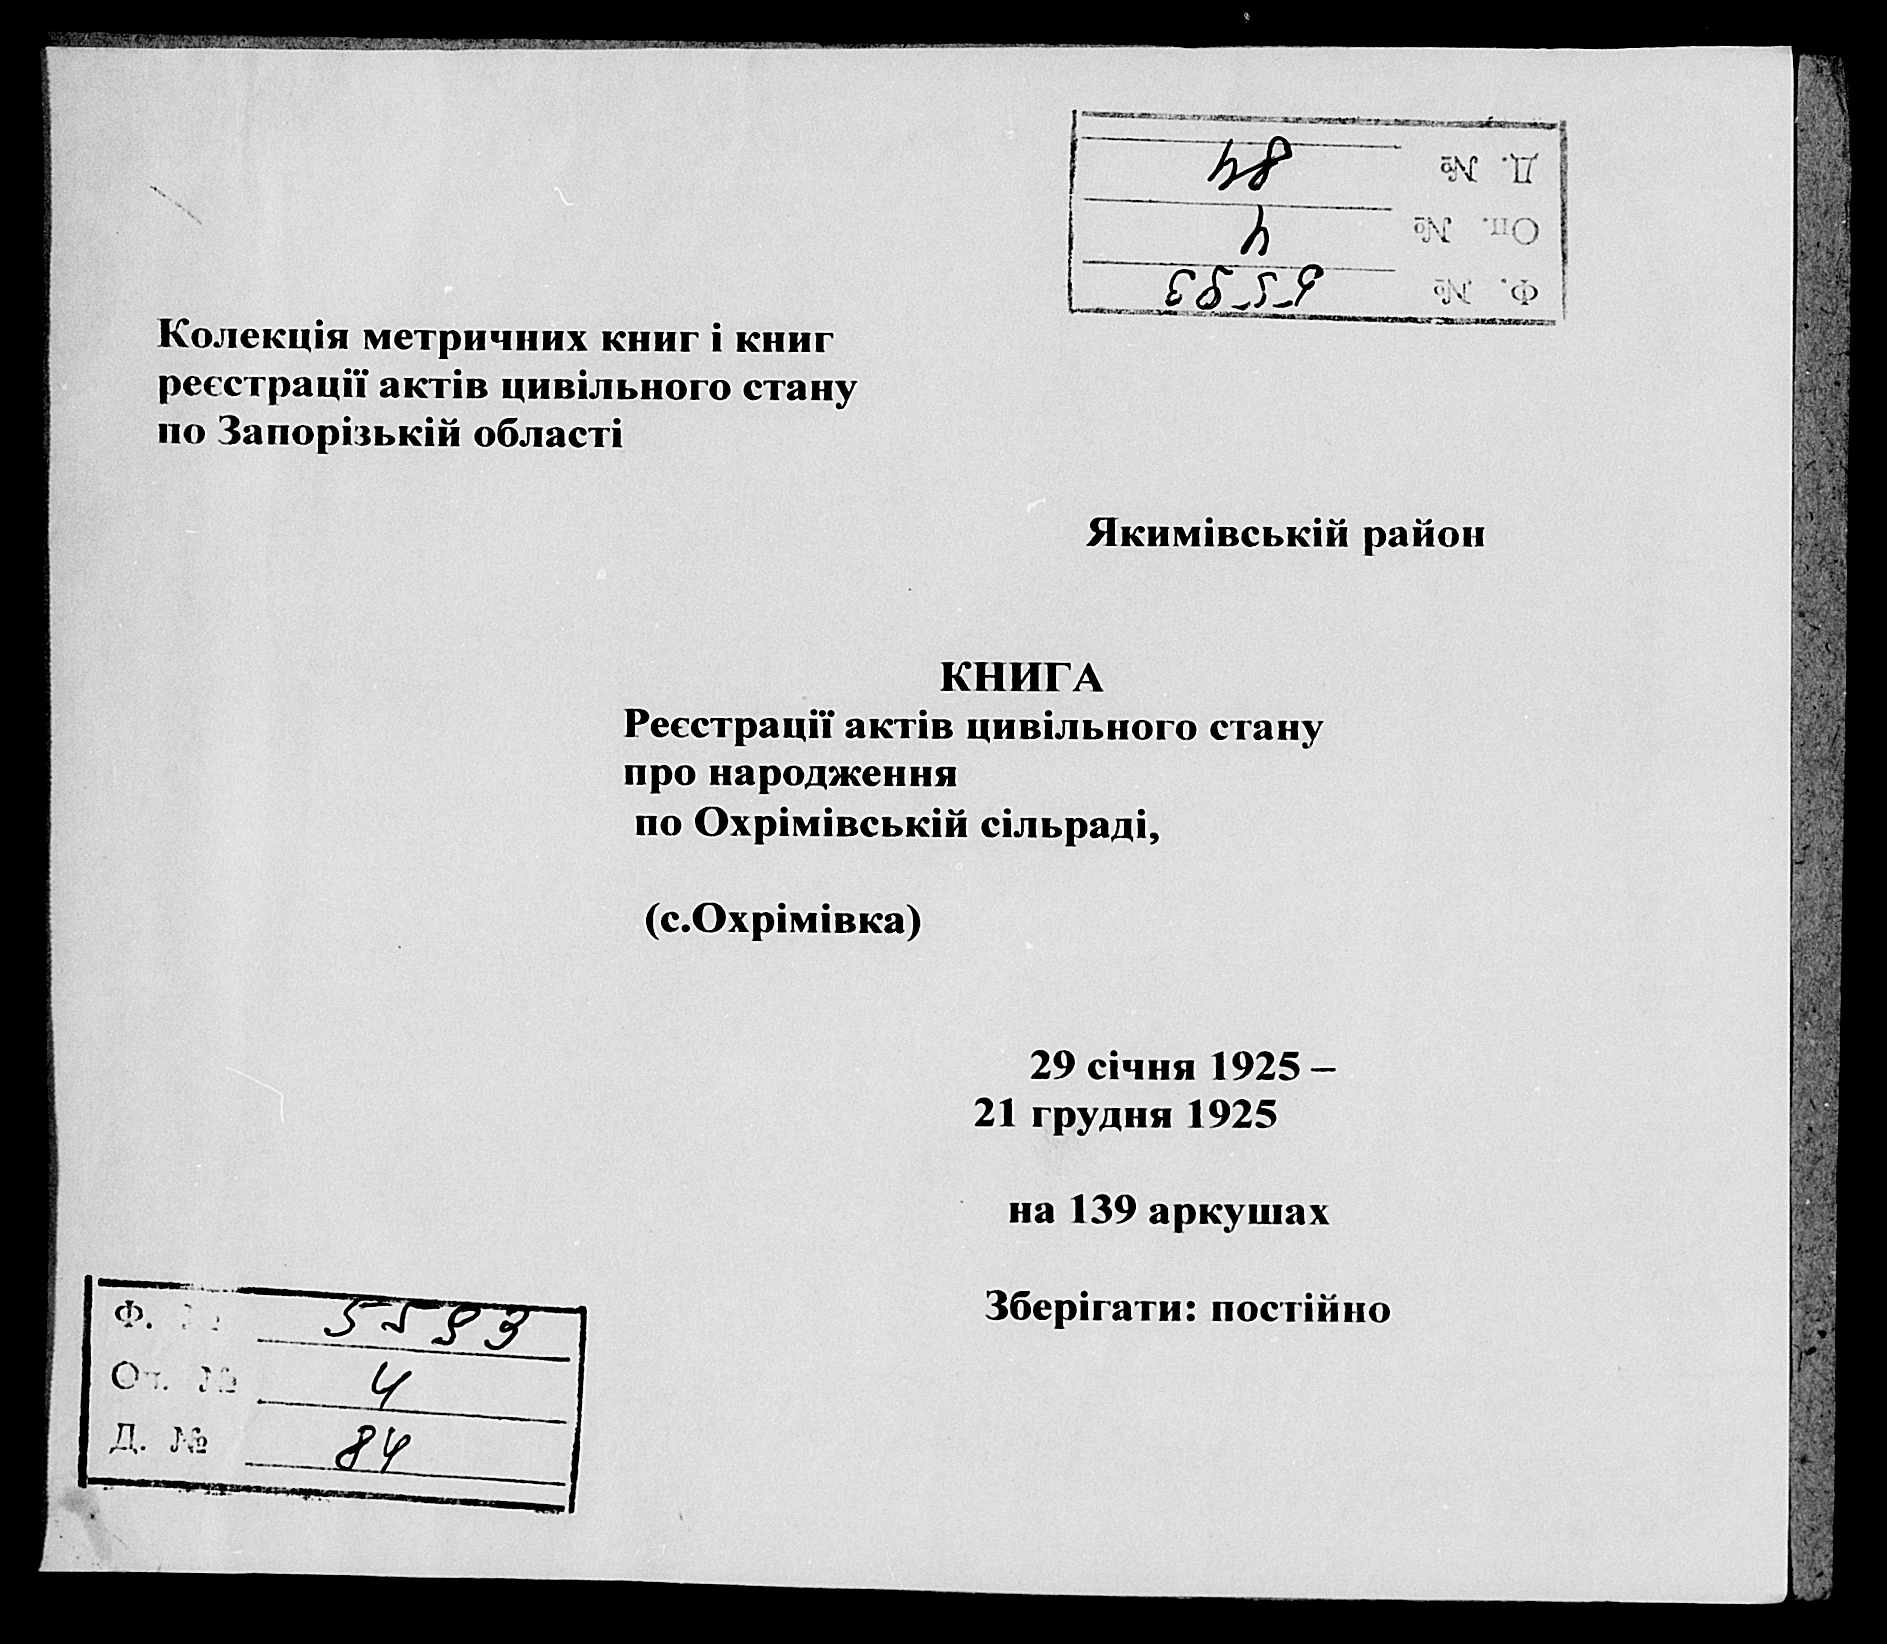 Д. № 84
Оп. № 4
Ф. № 5593
Колекція метричних книг і книг
реєстрації актів цивільного стану
по Запорізькій області
Якимівській район
КНИГА
Реєстрації актів цивільного стану
про народження
по Охрімівській сільраді,
(с.Охрімівка)
29 січня 1925 –
21 грудня 1925
на 139 аркушах
Зберігати: постійно
Ф. № 5593
Оп. № 4
Д. № 84